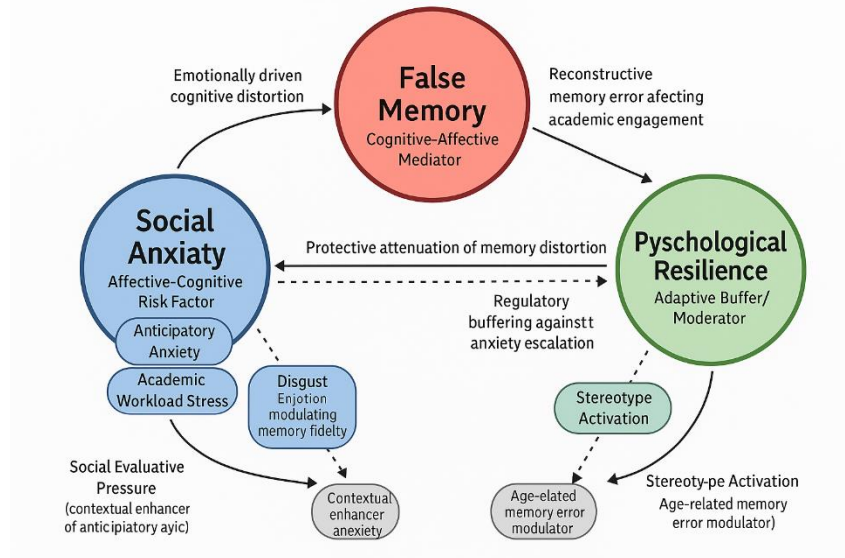 Emotionally driven
cognitive distortion
False
Memory
Cognitive-Affective
Mediator
Reconstructive
memory error afecting
academic engagement
Social
Anxiaty
Affective-Cognitive
Risk Factor
Anticipatory
Anxiety
Academic
Workload Stress
Protective attenuation of memory distortion
Regulatory
buffering againstt
anxiety escalation
Pyschological
Resilience
Adaptive Buffer/
Moderator
Disgust
Enjotion
modulating
memory fidelity
Stereotype
Activation
Social Evaluative
Pressure
(contextual enhancer
of anticipiatory ayic)
Contextual
enhancer
anexiety
Age-elated
memory error
modulator
Stereoty-pe Activation
Age-related memory
error modulator)